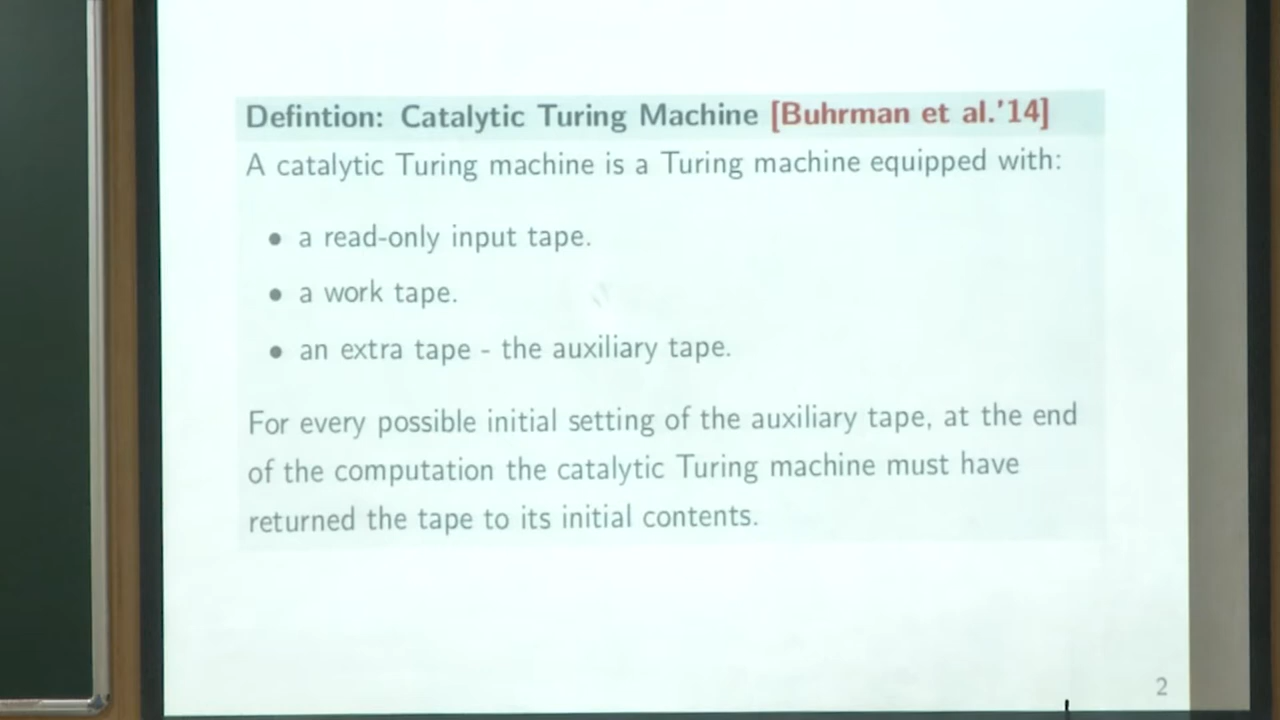 Defintion: Catalytic Turing Machine [Buhrman et al.'14]
A catalytic Turing machine is a Turing machine equipped with:
• a read-only input tape.
• a work tape.
• an extra tape - the auxiliary tape.
For every possible initial setting of the auxiliary tape, at the end
of the computation the catalytic Turing machine must have
returned the tape to its initial contents.
2